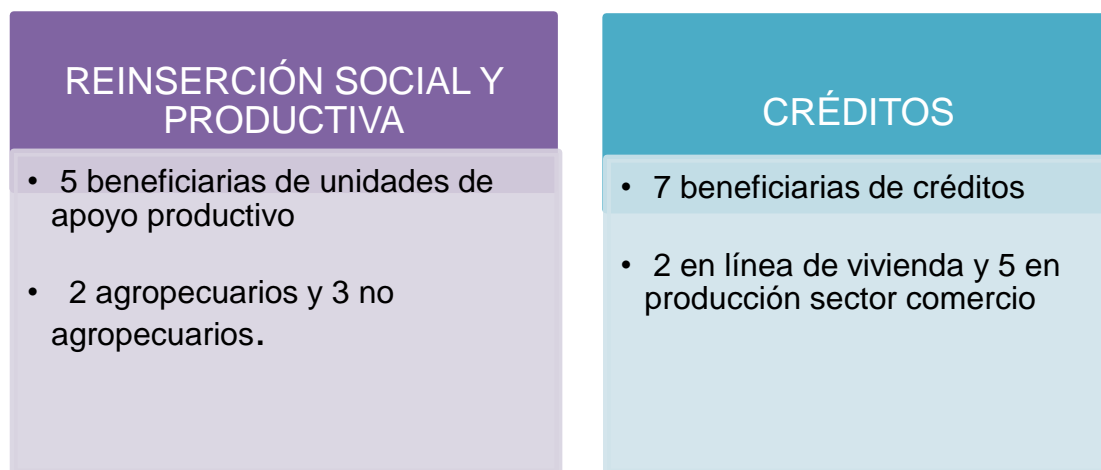 REINSERCIÓN SOCIAL Y
PRODUCTIVA
• 5 beneficiarias de unidades de
apoyo productivo
• 2 agropecuarios y 3 no
agropecuarios.
CRÉDITOS
• 7 beneficiarias de créditos
• 2 en línea de vivienda y 5 en
producción sector comercio